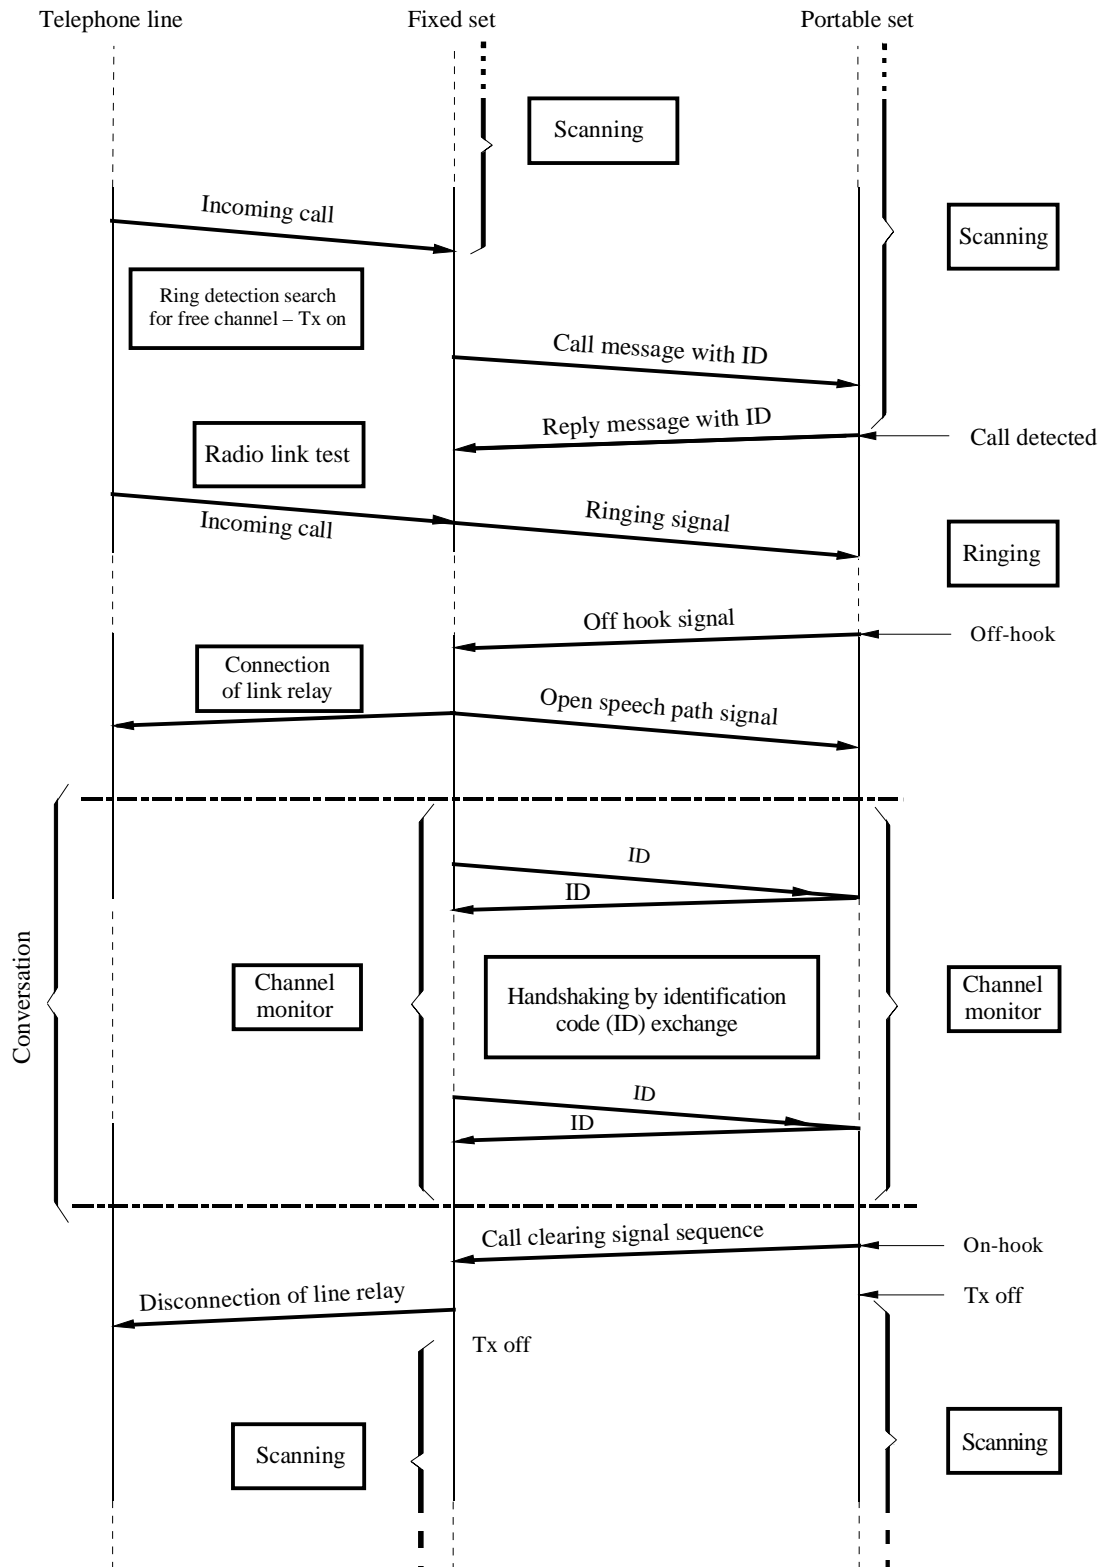 Telephone line
Fixed set
Portable set
Scanning
Incoming call
Scanning
Ring detection search
for free channel – Tx on
Call message with ID
Reply message with ID
Call detected
Radio link test
Incoming call
Ringing signal
Ringing
Off hook signal
Off-hook
Connection
of link relay
Open speech path signal
ID
ID
Conversation
Channel
monitor
Handshaking by identification
code (ID) exchange
Channel
monitor
ID
ID
Call clearing signal sequence
On-hook
Disconnection of line relay
Tx off
Tx off
Scanning
Scanning